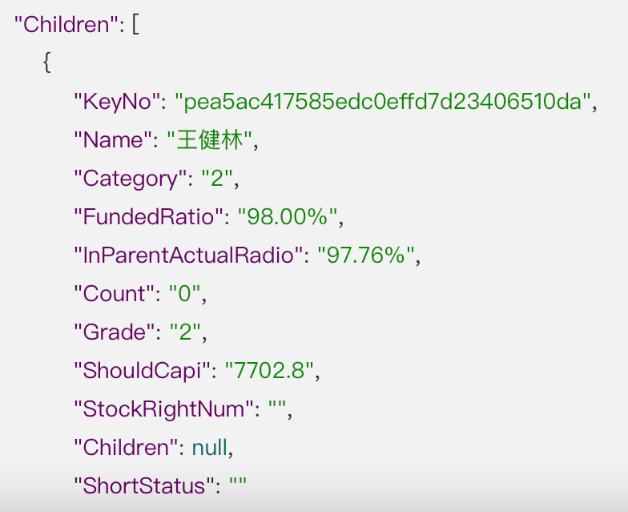 "Children": [
{
"KeyNo": "pea5ac417585edc0effd7d23406510da",
"Name": "王健林",
"Category": "2",
"FundedRatio": "98.00%",
"InParentActualRadio": "97.76%",
"Count": "0",
"Grade": "2",
"ShouldCapi": "7702.8",
"StockRightNum": "",
"Children": null,
"ShortStatus": ""